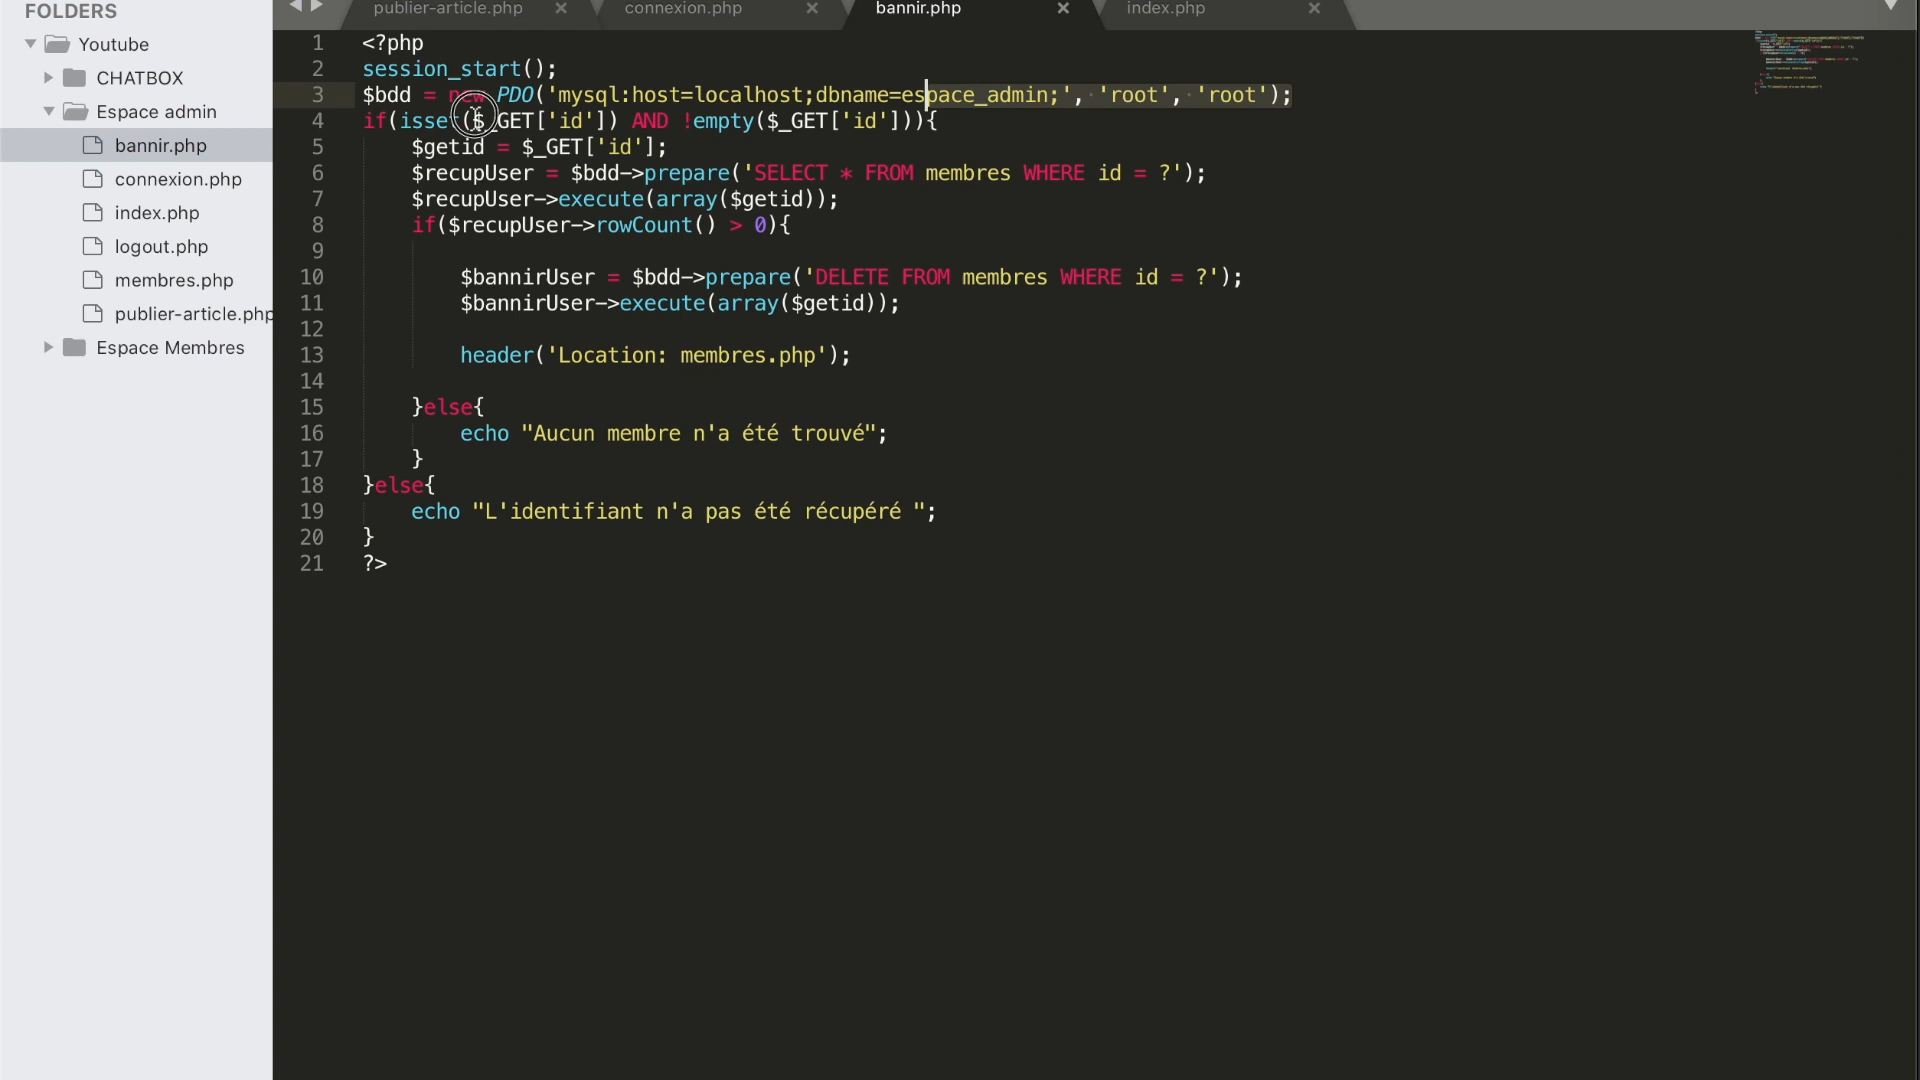 FOLDERS
Youtube
CHATBOX
Espace admin
bannir.php
connexion.php
index.php
logout.php
membres.php
publier-article.php
Espace Membres
publier-article.php
connexion.php
bannir.php
index.php
1 <?php
2 session_start();
3 $bdd = new PDO('mysql:host=localhost;dbname=espace_admin;', 'root', 'root');
4 if(isset($_GET['id']) AND !empty($_GET['id'])){
5 $getid = $_GET['id'];
6 $recupUser = $bdd->prepare('SELECT * FROM membres WHERE id = ?');
7 $recupUser->execute(array($getid));
8 if($recupUser->rowCount() > 0){
9
10 $bannirUser = $bdd->prepare('DELETE FROM membres WHERE id = ?');
11 $bannirUser->execute(array($getid));
12
13 header('Location: membres.php');
14
15 }else{
16 echo "Aucun membre n'a été trouvé";
17 }
18 }else{
19 echo "L'identifiant n'a pas été récupéré ";
20 }
21 ?>